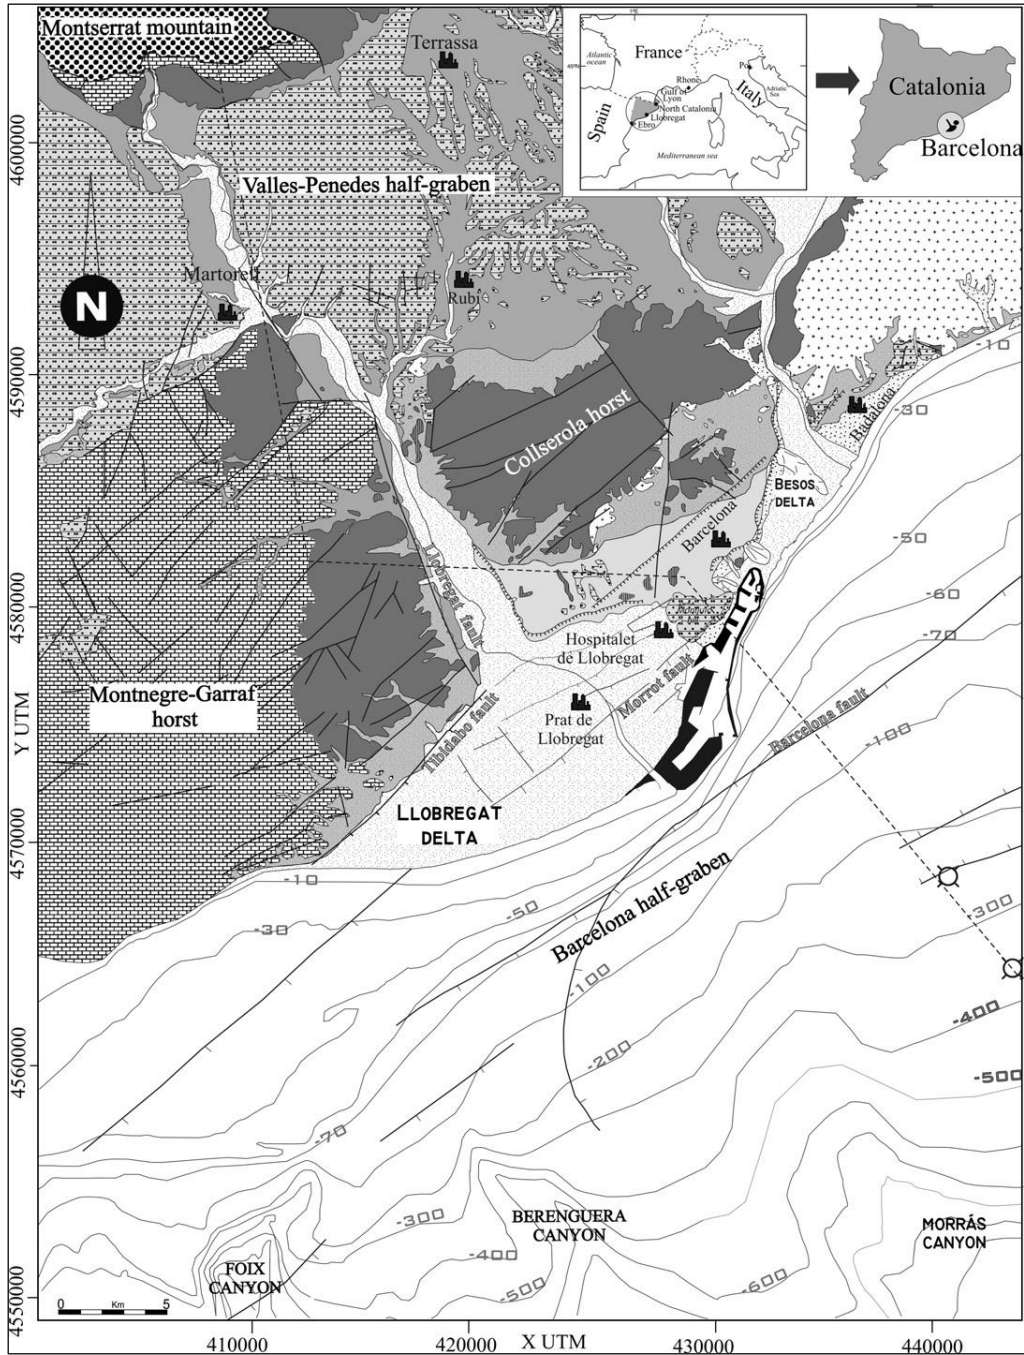 Montserrat mountain
Terrassa
Valles-Penedes half-graben
Martorell
N
Rubí
Atlantic
ocean
France
Spain
45ºN
1ºE
Po
Rhone
Gulf of
Lyon
North Catalonia
Llobregat
Ebro
Italy
Adriatic
Sea
Mediterranean sea
Catalonia
Barcelona
-10
-30
Badalona
Collserola horst
BESOS
DELTA
Barcelona
-50
-60
-70
Llobregat fault
Hospitalet
de Llobregat
Montnegre-Garraf
horst
Tibidabo fault
Prat de
Llobregat
Morrot fault
Barcelona fault
-100
LLOBREGAT
DELTA
-10
-30
-50
Barcelona half-graben
-100
-300
-400
-200
-500
-70
-300
BERENGUERA
CANYON
-400
-500
-600
MORRÁS
CANYON
FOIX
CANYON
0 Km 5
4600000
4590000
4580000
Y UTM
4570000
4560000
4550000
410000
420000
X UTM
430000
440000